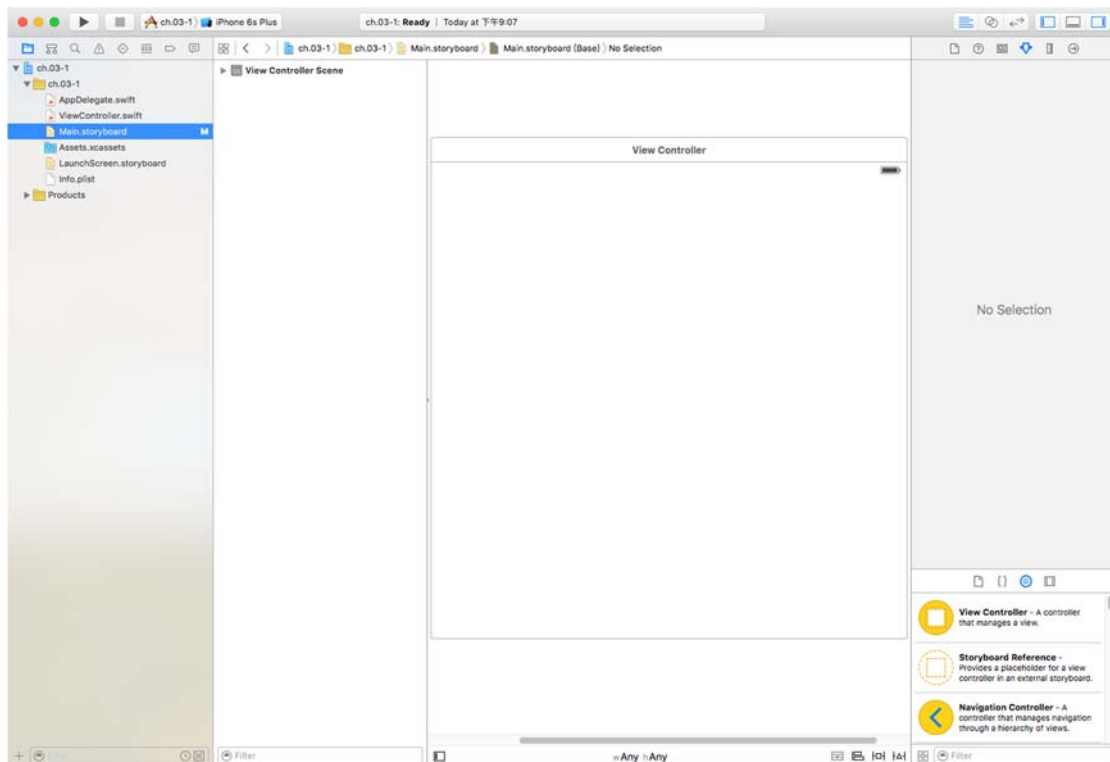 ch.03-1 〉 iPhone 6s Plus
ch.03-1: Ready | Today at 下午9:07
ch.03-1 〉 ch.03-1 〉 Main.storyboard 〉 Main.storyboard (Base) 〉 No Selection
ch.03-1
ch.03-1
AppDelegate.swift
ViewController.swift
Main.storyboard M
Assets.xcassets
LaunchScreen.storyboard
Info.plist
Products
View Controller Scene
View Controller
No Selection
View Controller - A controller
that manages a view.
Storyboard Reference -
Provides a placeholder for a view
controller in an external storyboard.
Navigation Controller - A
controller that manages navigation
through a hierarchy of views.
Filter
wAny hAny
Filter